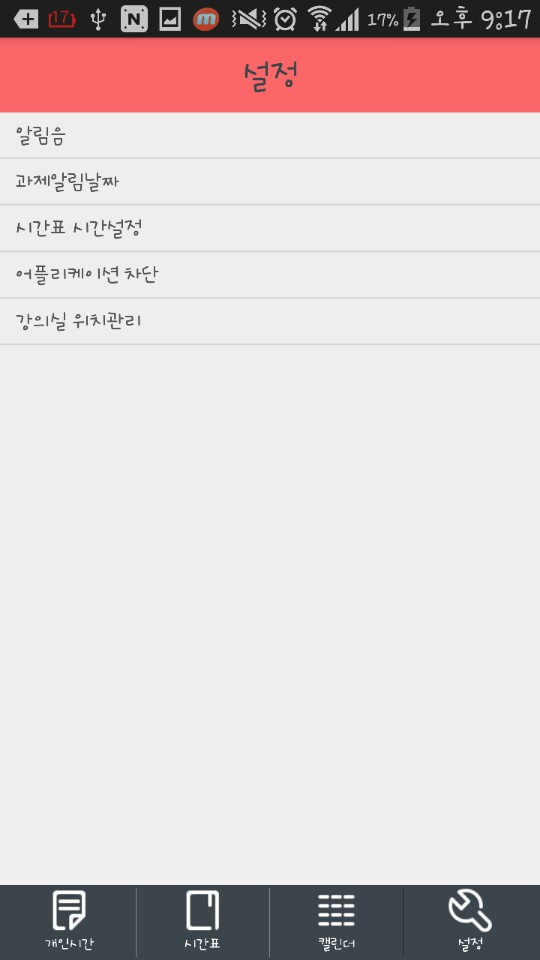 17
N
m
17% 오후 9:17
설정
알림음
과제알림날짜
시간표 시간설정
어플리케이션 차단
강의실 위치관리
개인시간
시간표
캘린더
설정